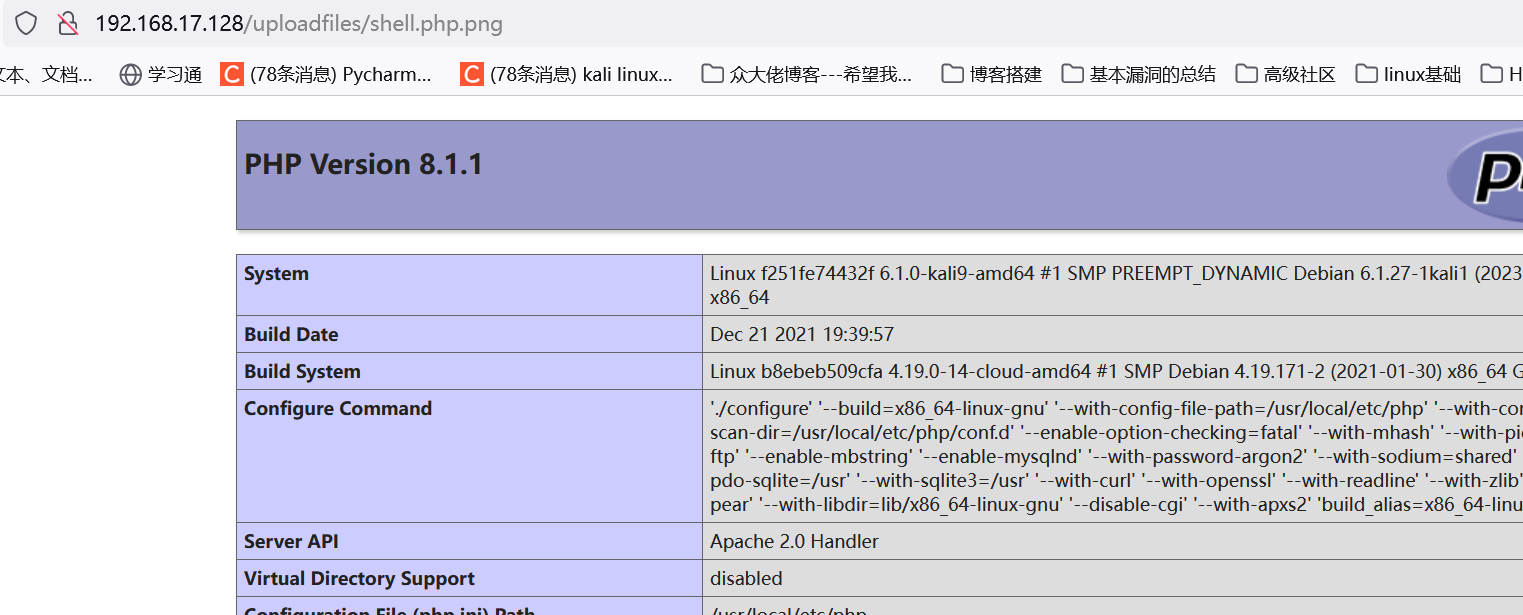 192.168.17.128/uploadfiles/shell.php.png
文本、文档... 学习通 C (78条消息) Pycharm... C (78条消息) kali linux... 众大佬博客---希望我... 博客搭建 基本漏洞的总结 高级社区 linux基础 H
PHP Version 8.1.1
System Linux f251fe74432f 6.1.0-kali9-amd64 #1 SMP PREEMPT_DYNAMIC Debian 6.1.27-1kali1 (2023
x86_64
Build Date Dec 21 2021 19:39:57
Build System Linux b8ebeb509cfa 4.19.0-14-cloud-amd64 #1 SMP Debian 4.19.171-2 (2021-01-30) x86_64 G
Configure Command './configure' '--build=x86_64-linux-gnu' '--with-config-file-path=/usr/local/etc/php' '--with-con
scan-dir=/usr/local/etc/php/conf.d' '--enable-option-checking=fatal' '--with-mhash' '--with-pic
ftp' '--enable-mbstring' '--enable-mysqlnd' '--with-password-argon2' '--with-sodium=shared'
pdo-sqlite=/usr' '--with-sqlite3=/usr' '--with-curl' '--with-openssl' '--with-readline' '--with-zlib'
pear' '--with-libdir=lib/x86_64-linux-gnu' '--disable-cgi' '--with-apxs2' 'build_alias=x86_64-linu
Server API Apache 2.0 Handler
Virtual Directory Support disabled
Configuration File (php.ini) Path /usr/local/etc/php